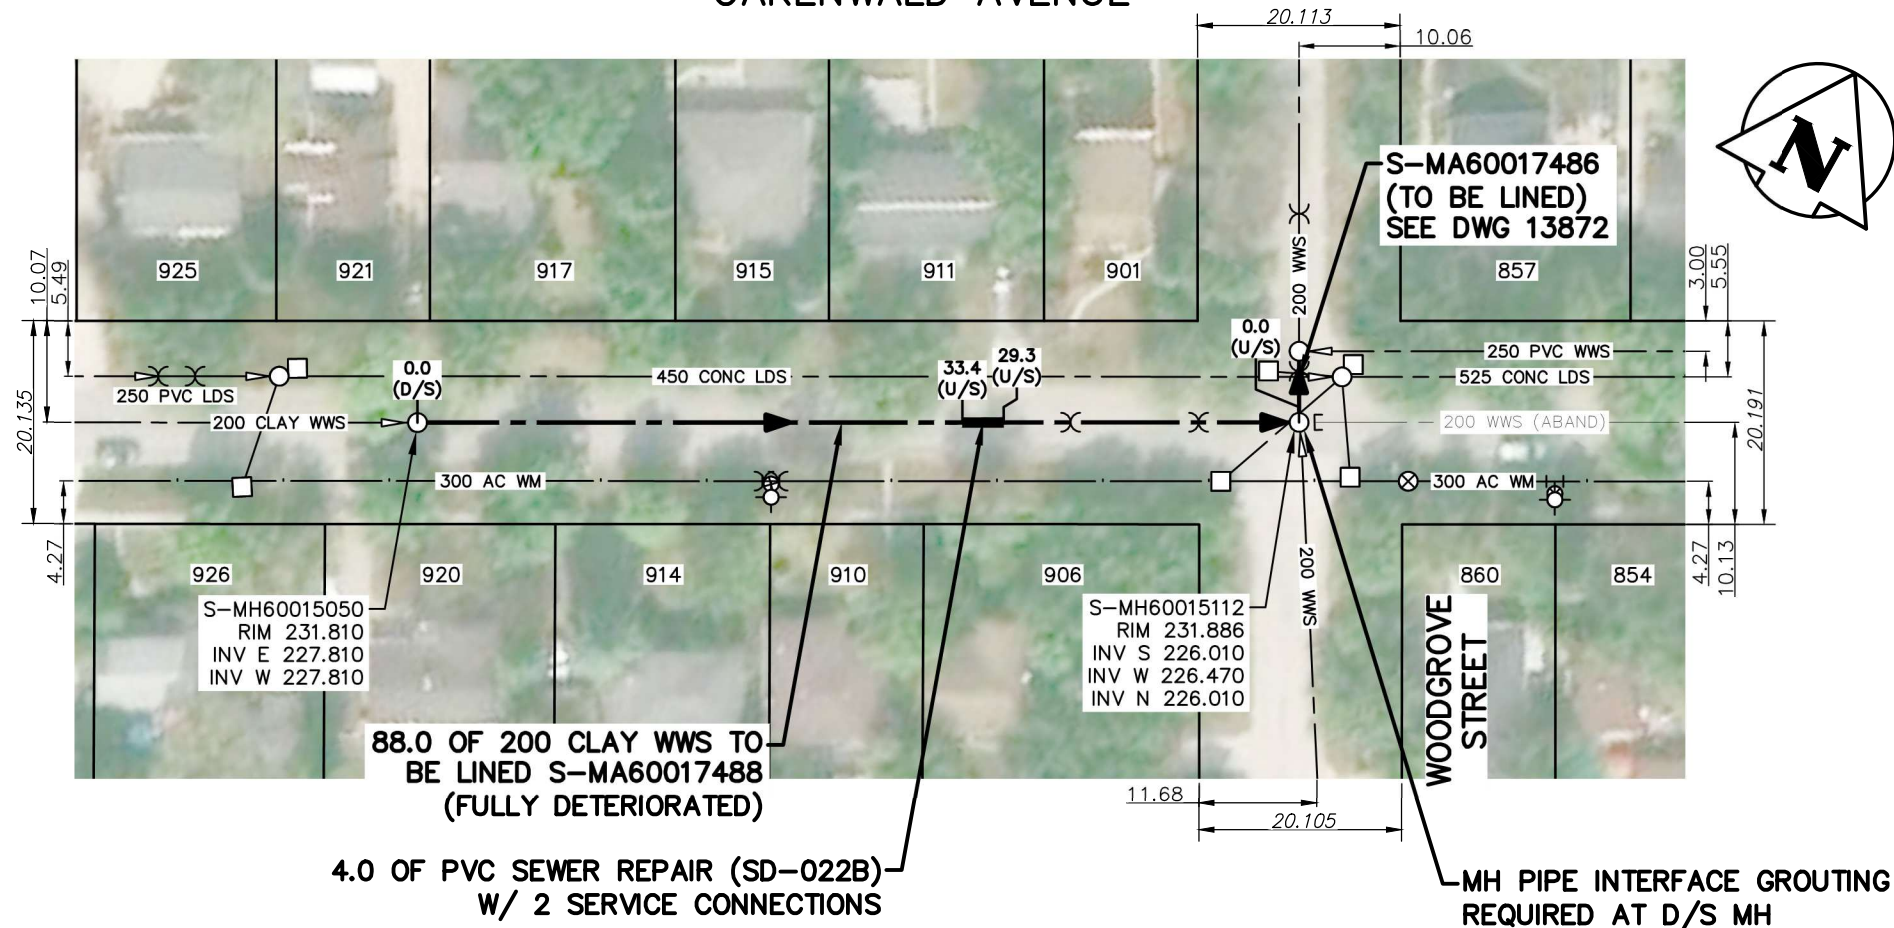 20.113
10.06
N
S-MA60017486
(TO BE LINED)
SEE DWG 13872
925
921
917
915
911
901
857
200 WWS
10.07
5.49
3.00
5.55
0.0
(U/S)
0.0
(D/S)
33.4
(U/S)
29.3
(U/S)
250 PVC WWS
250 PVC LDS
450 CONC LDS
525 CONC LDS
20.135
200 CLAY WWS
E
200 WWS (ABAND)
20.191
300 AC WM
300 AC WM
H
4.27
4.27
10.13
926
920
914
910
906
860
854
200 WWS
S-MH60015050
RIM 231.810
INV E 227.810
INV W 227.810
S-MH60015112
RIM 231.886
INV S 226.010
INV W 226.470
INV N 226.010
WOODGROVE
STREET
88.0 OF 200 CLAY WWS TO
BE LINED S-MA60017488
(FULLY DETERIORATED)
11.68
20.105
4.0 OF PVC SEWER REPAIR (SD-022B)
W/ 2 SERVICE CONNECTIONS
MH PIPE INTERFACE GROUTING
REQUIRED AT D/S MH